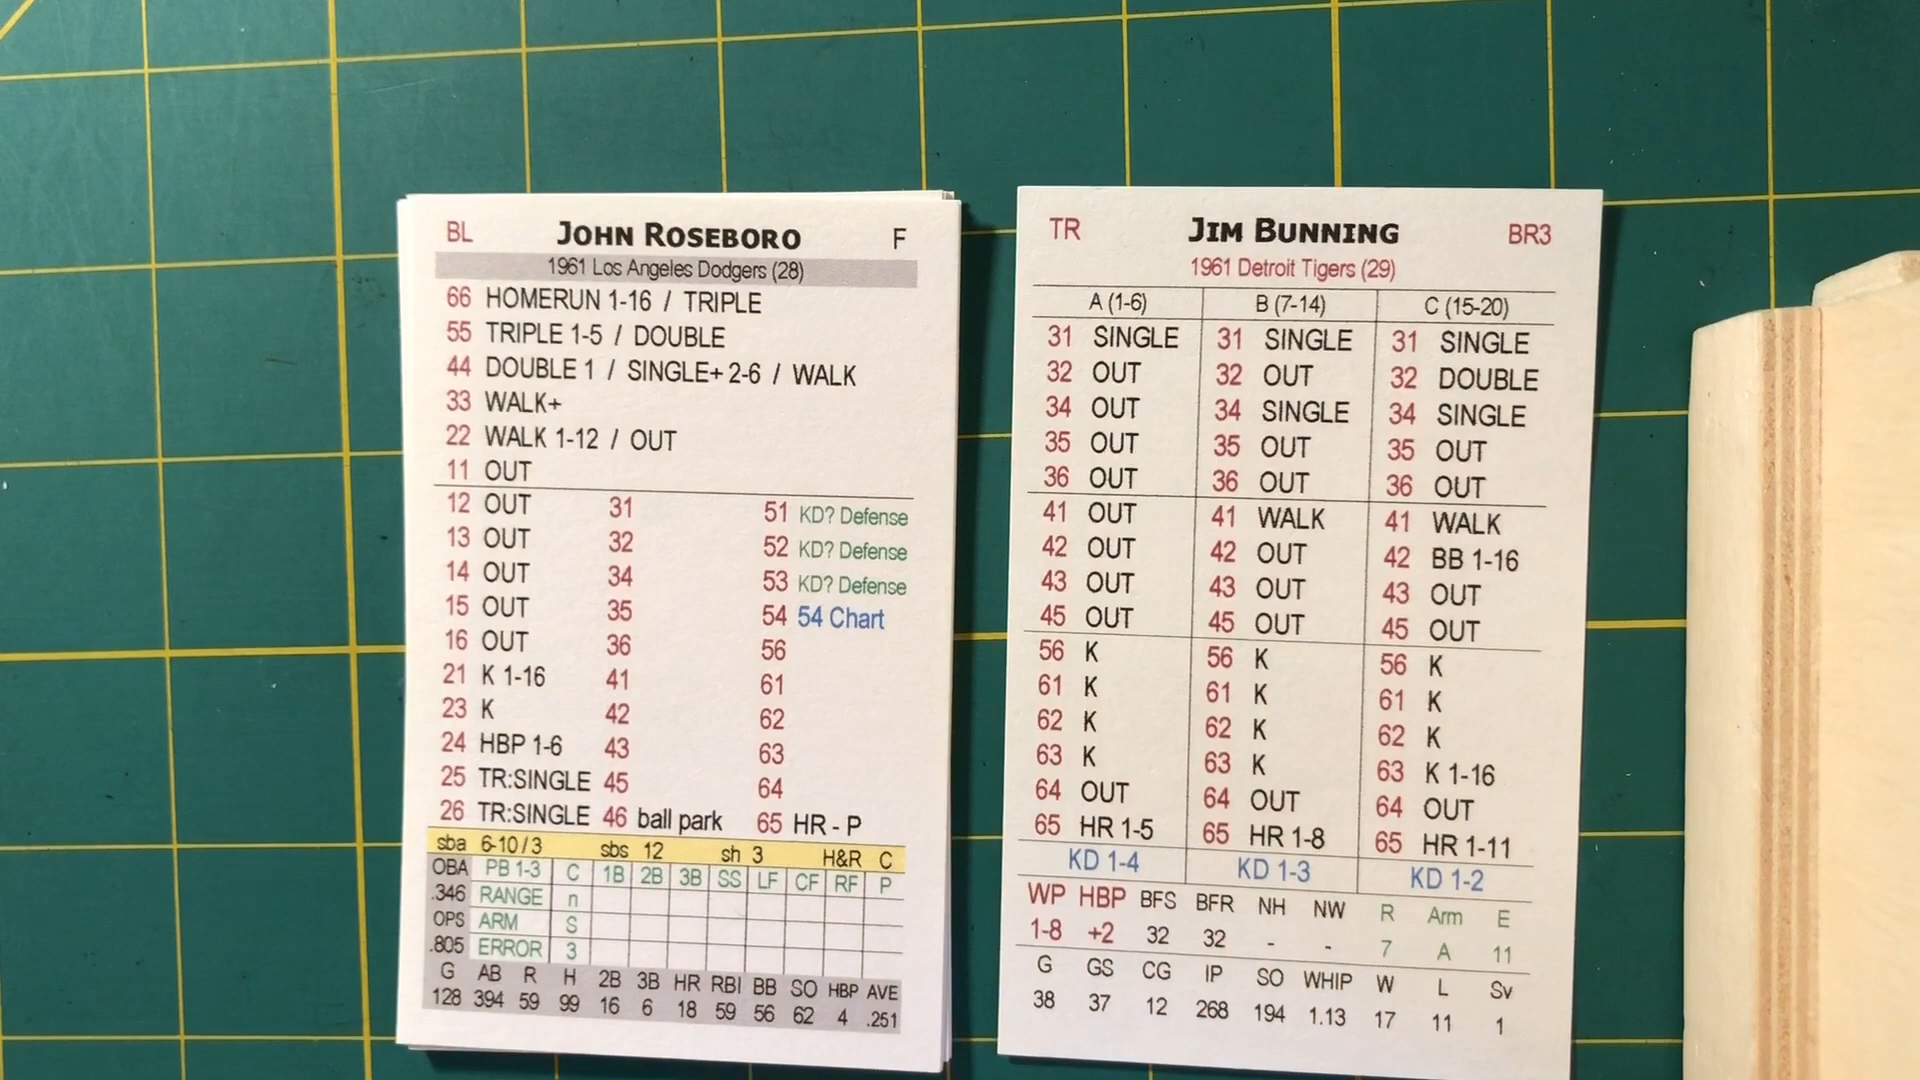 BL JOHN ROSEBORO F
1961 Los Angeles Dodgers (28)
66 HOMERUN 1-16 / TRIPLE
55 TRIPLE 1-5 / DOUBLE
44 DOUBLE 1 / SINGLE+ 2-6 / WALK
33 WALK+
22 WALK 1-12 / OUT
11 OUT
12 OUT 31 51 KD? Defense
13 OUT 32 52 KD? Defense
14 OUT 34 53 KD? Defense
15 OUT 35 54 54 Chart
16 OUT 36 56
21 K 1-16 41 61
23 K 42 62
24 HBP 1-6 43 63
25 TR:SINGLE 45 64
26 TR:SINGLE 46 ball park 65 HR - P
sba 6-10/3 sbs 12 sh 3 H&R C
OBA PB 1-3 C 1B 2B 3B SS LF CF RF P
.346 RANGE n
OPS ARM S
.805 ERROR 3
G AB R H 2B 3B HR RBI BB SO HBP AVE
128 394 59 99 16 6 18 59 56 62 4 .251
TR JIM BUNNING BR3
1961 Detroit Tigers (29)
A (1-6) B (7-14) C (15-20)
31 SINGLE 31 SINGLE 31 SINGLE
32 OUT 32 OUT 32 DOUBLE
34 OUT 34 SINGLE 34 SINGLE
35 OUT 35 OUT 35 OUT
36 OUT 36 OUT 36 OUT
41 OUT 41 WALK 41 WALK
42 OUT 42 OUT 42 BB 1-16
43 OUT 43 OUT 43 OUT
45 OUT 45 OUT 45 OUT
56 K 56 K 56 K
61 K 61 K 61 K
62 K 62 K 62 K
63 K 63 K 63 K 1-16
64 OUT 64 OUT 64 OUT
65 HR 1-5 65 HR 1-8 65 HR 1-11
KD 1-4 KD 1-3 KD 1-2
WP HBP BFS BFR NH NW R Arm E
1-8 +2 32 32 - - 7 A 11
G GS CG IP SO WHIP W L Sv
38 37 12 268 194 1.13 17 11 1